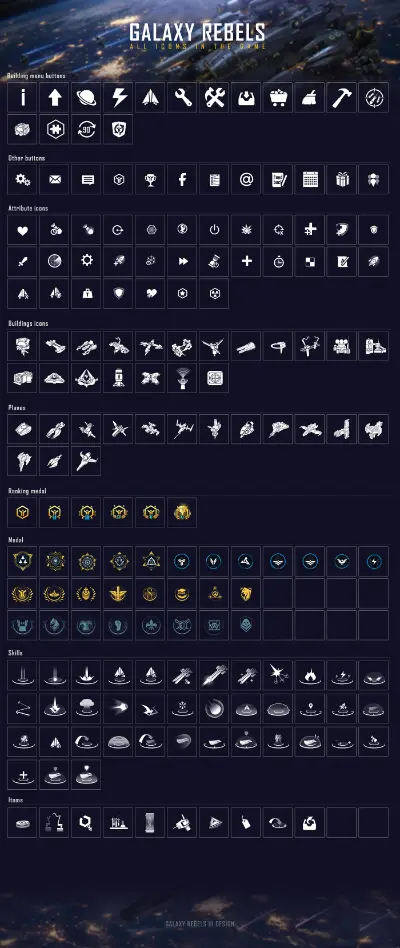 GALAXY REBELS
ALL ICONS IN THE GAME
Building menu buttons
90°
Other buttons
Attribute icons
Buildings icons
Planes
Ranking medal
Medal
Skills
Items
GALAXY REBELS UI DESIGN